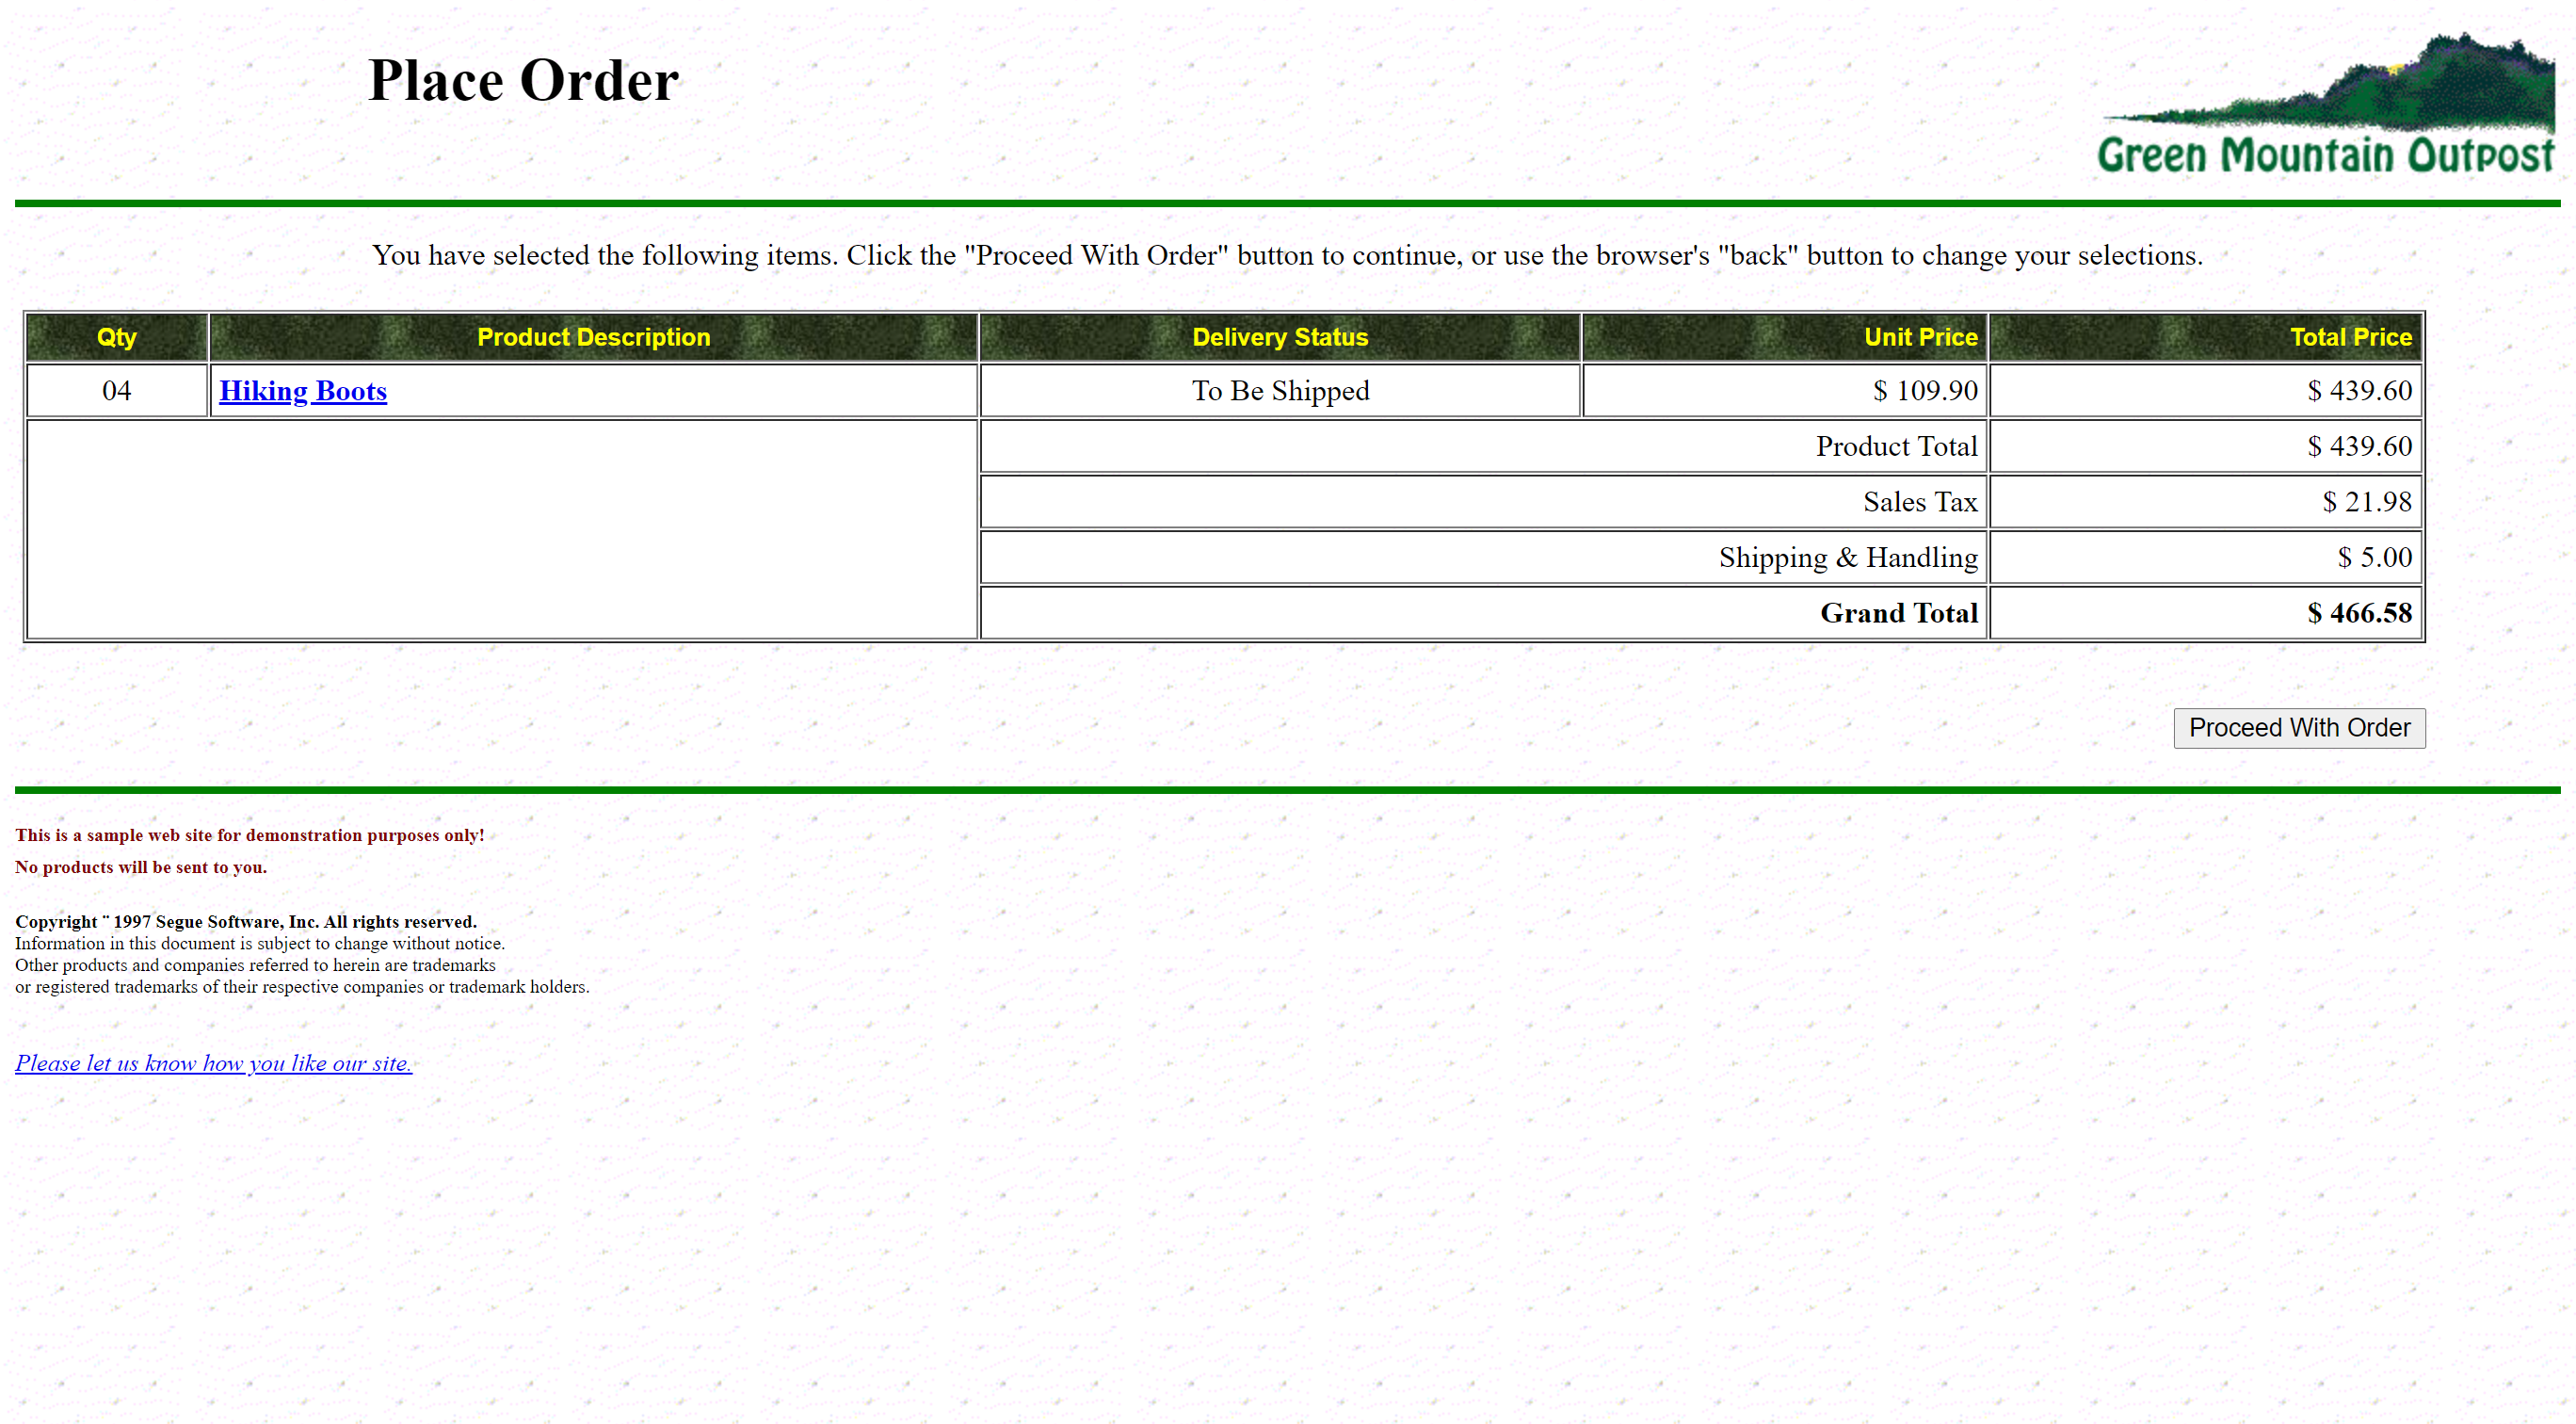 Place Order
Green Mountain Outpost
You have selected the following items. Click the "Proceed With Order" button to continue, or use the browser's "back" button to change your selections.
Qty Product Description Delivery Status Unit Price Total Price
04 Hiking Boots To Be Shipped $ 109.90 $ 439.60
Product Total $ 439.60
Sales Tax $ 21.98
Shipping & Handling $ 5.00
Grand Total $ 466.58
Proceed With Order
This is a sample web site for demonstration purposes only!
No products will be sent to you.
Copyright ¨ 1997 Segue Software, Inc. All rights reserved.
Information in this document is subject to change without notice.
Other products and companies referred to herein are trademarks
or registered trademarks of their respective companies or trademark holders.
Please let us know how you like our site.